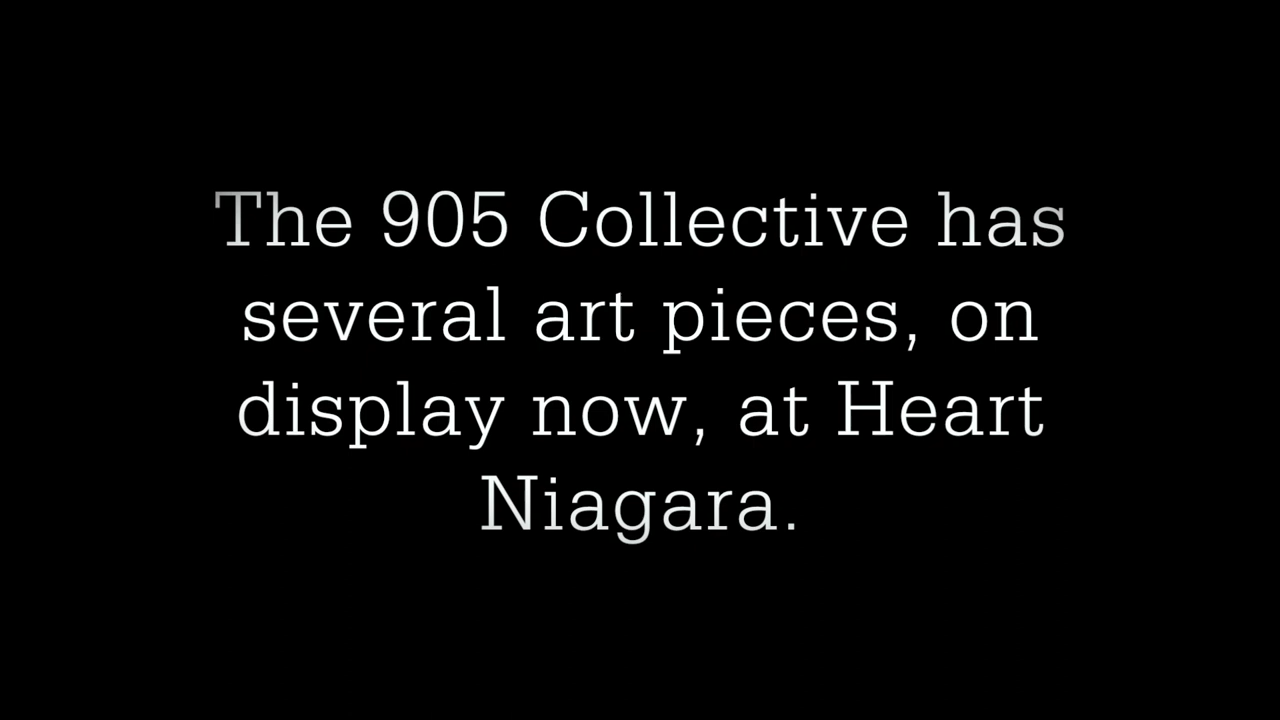 The 905 Collective has
several art pieces, on
display now, at Heart
Niagara.